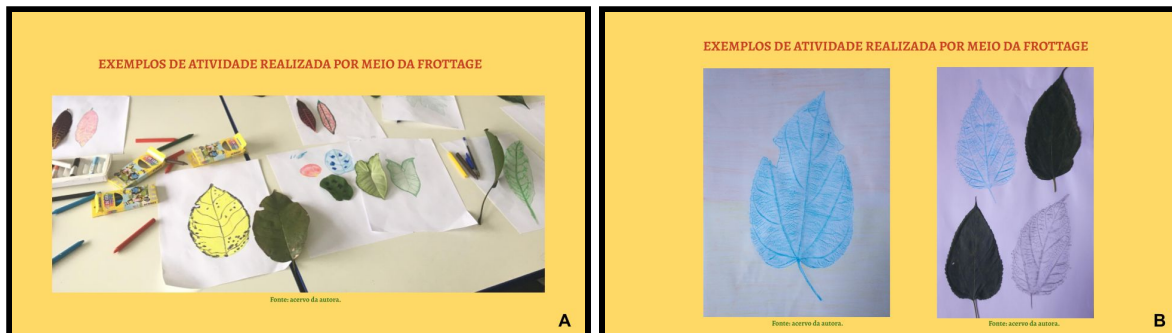 EXEMPLOS DE ATIVIDADE REALIZADA POR MEIO DA FROTTAGE
Fonte: acervo da autora.
A
EXEMPLOS DE ATIVIDADE REALIZADA POR MEIO DA FROTTAGE
Fonte: acervo da autora.
Fonte: acervo da autora.
B